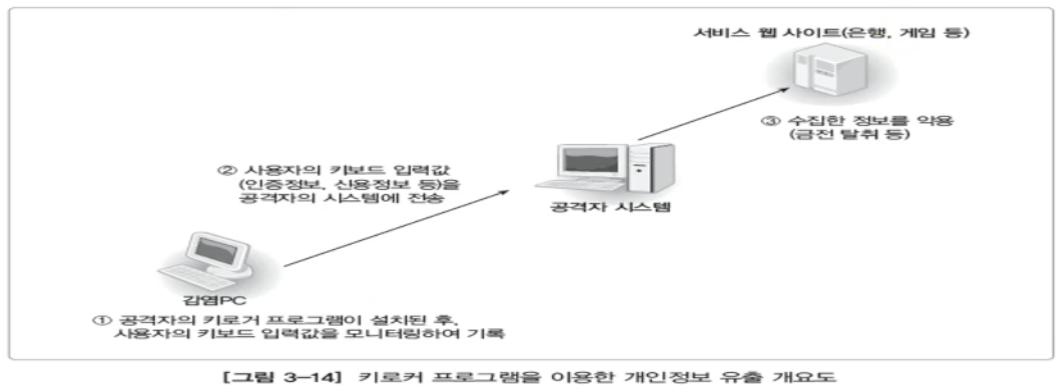 서비스 웹 사이트(은행, 게임 등)
③ 수집한 정보를 악용
(금전 탈취 등)
② 사용자의 키보드 입력값
(인증정보, 신용정보 등)을
공격자의 시스템에 전송
공격자 시스템
감염PC
① 공격자의 키로거 프로그램이 설치된 후,
사용자의 키보드 입력값을 모니터링하여 기록
[그림 3-14] 키로커 프로그램을 이용한 개인정보 유출 개요도